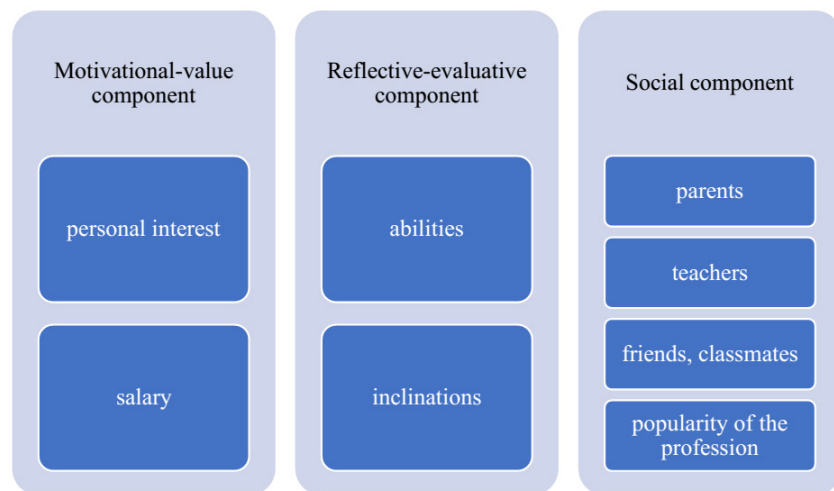 Motivational-value
component
personal interest
salary
Reflective-evaluative
component
abilities
inclinations
Social component
parents
teachers
friends, classmates
popularity of the
profession